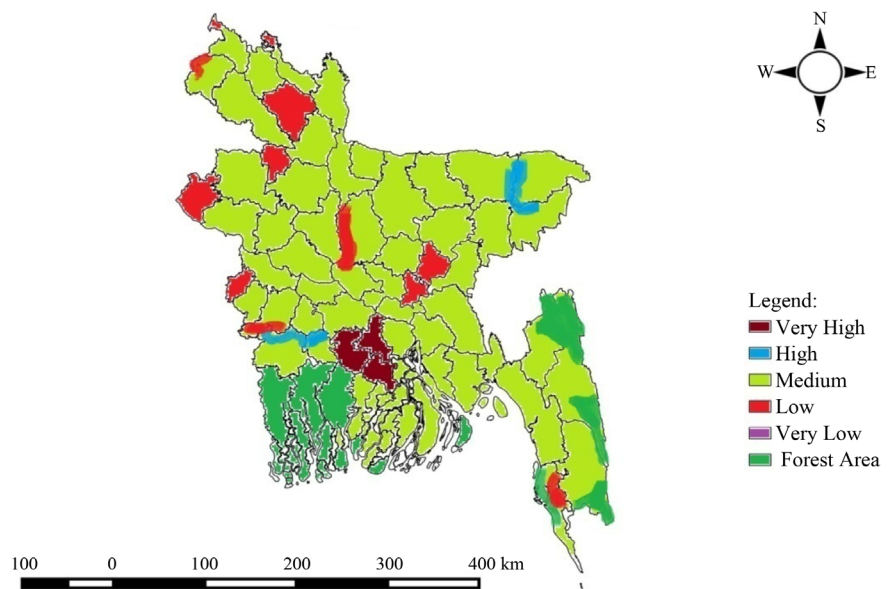 N
W E
S
Legend:
Very High
High
Medium
Low
Very Low
Forest Area
100 0 100 200 300 400 km